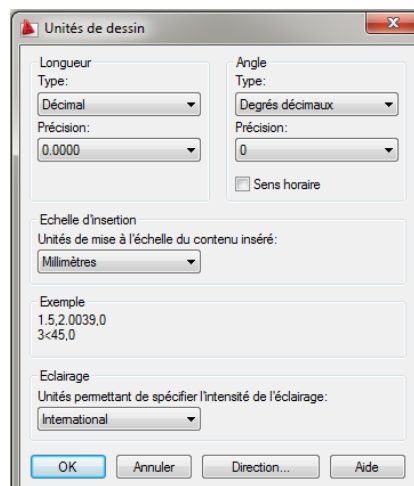 Unités de dessin
Longueur
Type:
Décimal
Précision:
0.0000
Angle
Type:
Degrés décimaux
Précision:
0
Sens horaire
Echelle d'insertion
Unités de mise à l'échelle du contenu inséré:
Millimètres
Exemple
1.5,2.0039,0
3<45,0
Eclairage
Unités permettant de spécifier l'intensité de l'éclairage:
International
OK
Annuler
Direction...
Aide